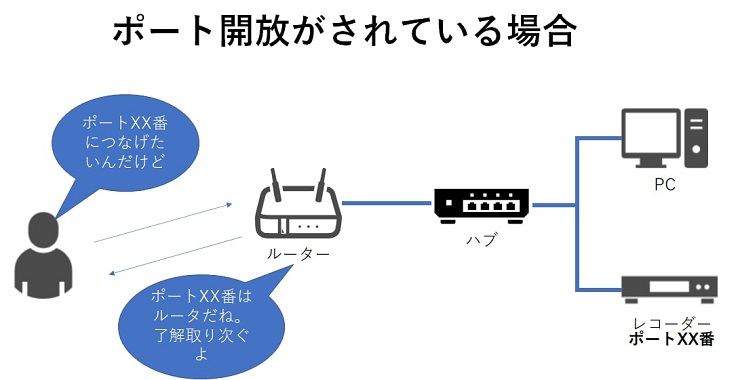 ポート開放がされている場合
ポートXX番
につなげた
いんだけど
PC
ルーター
ハブ
ポートXX番は
ルータだね。
了解取り次ぐ
よ
レコーダー
ポートXX番